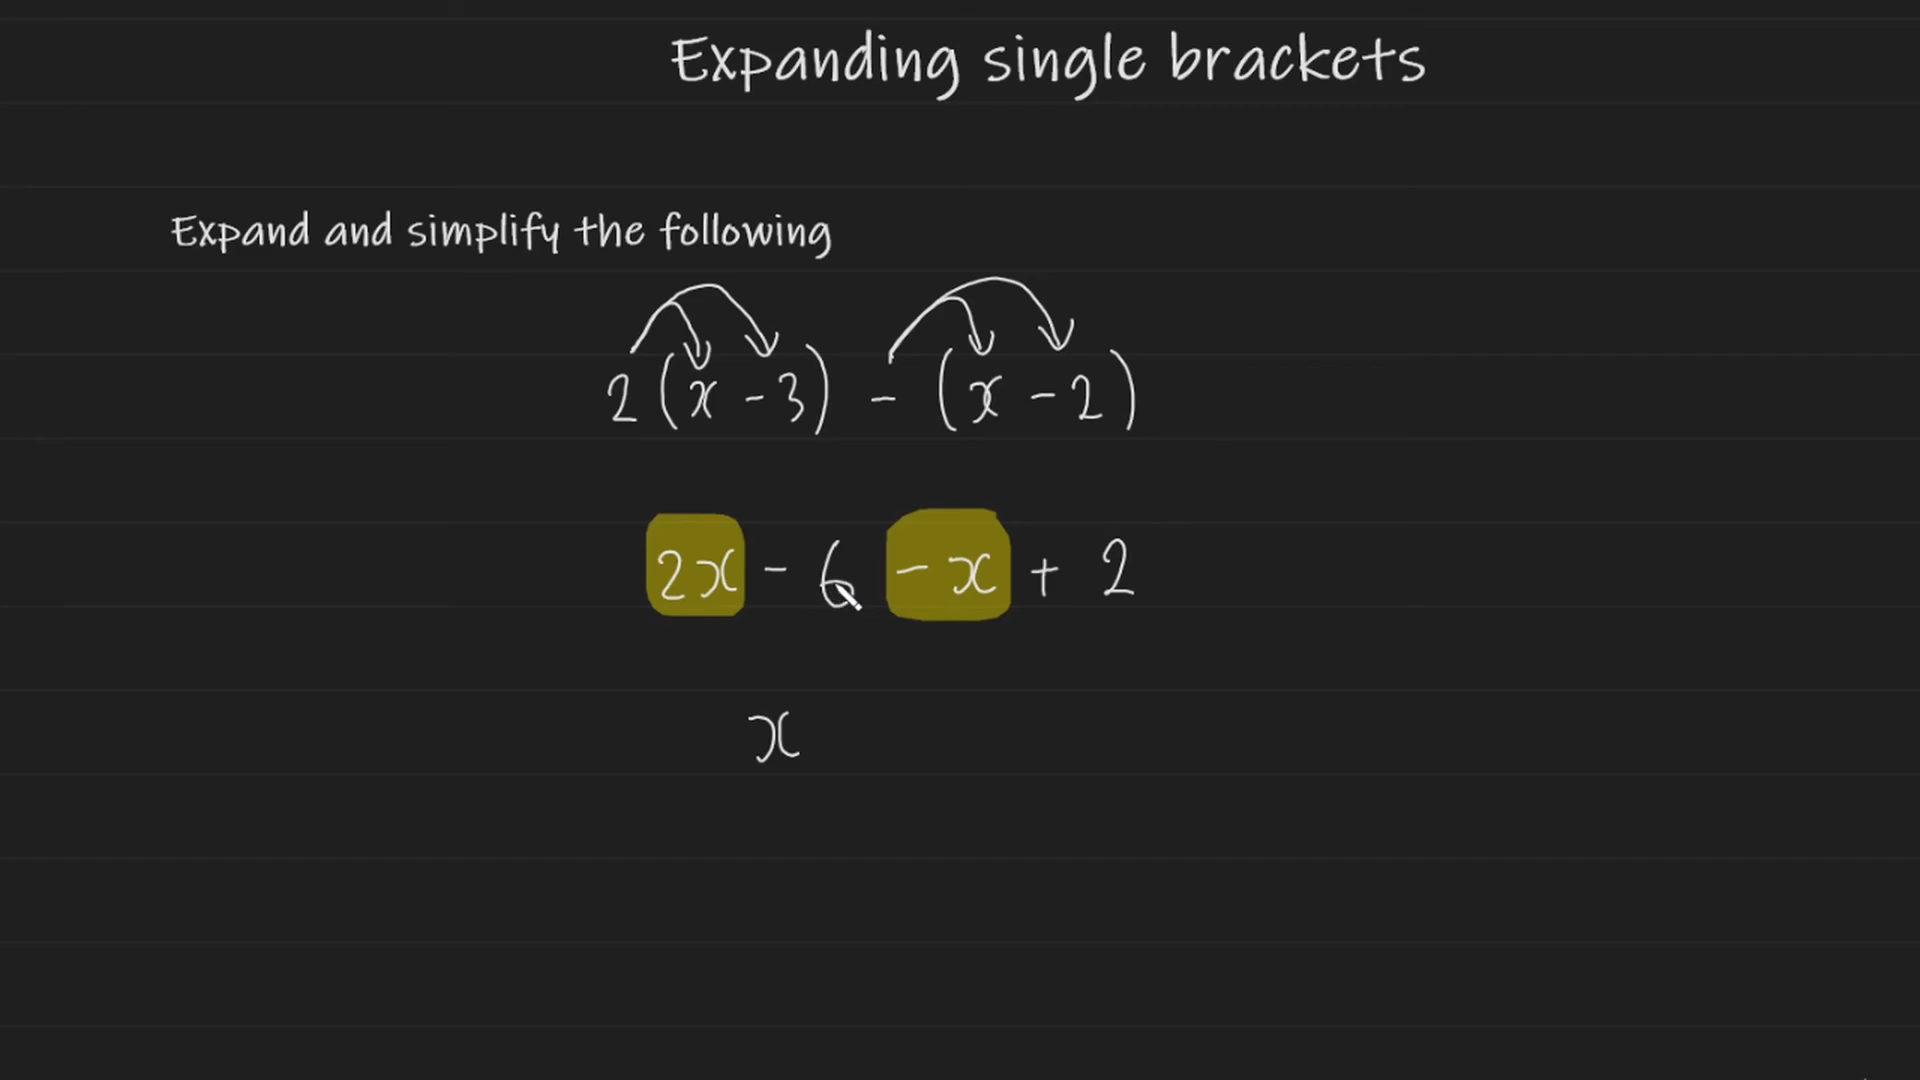 Expanding single brackets
Expand and simplify the following
2(x - 3) - (x - 2)
2x - 6 - x + 2
x